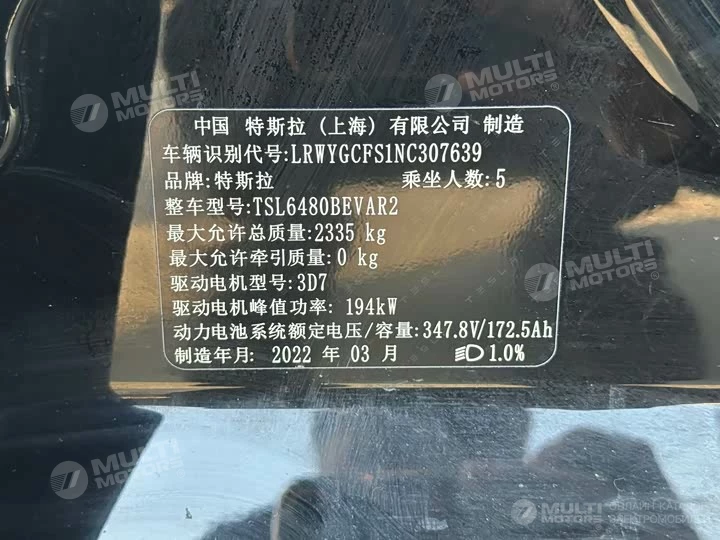 MULTI
MOTORS
MULTI
MOTORS®
中国 特斯拉 (上海) 有限公司 制造
车辆识别代号:LRWYGCFS1NC307639
品牌:特斯拉 乘坐人数:5
整车型号:TSL6480BEVAR2
最大允许总质量:2335 kg
最大允许牵引质量:0 kg
驱动电机型号:3D7
驱动电机峰值功率: 194kW
动力电池系统额定电压/容量:347.8V/172.5Ah
制造年月: 2022 年 03 月 1.0%
TESLA
MULTI
MOTORS
MULTI
MOTORS
MULTI
MOTORS
ОНЛАЙН КАТАЛОГ
ЭЛЕКТРОМОБИЛЕЙ